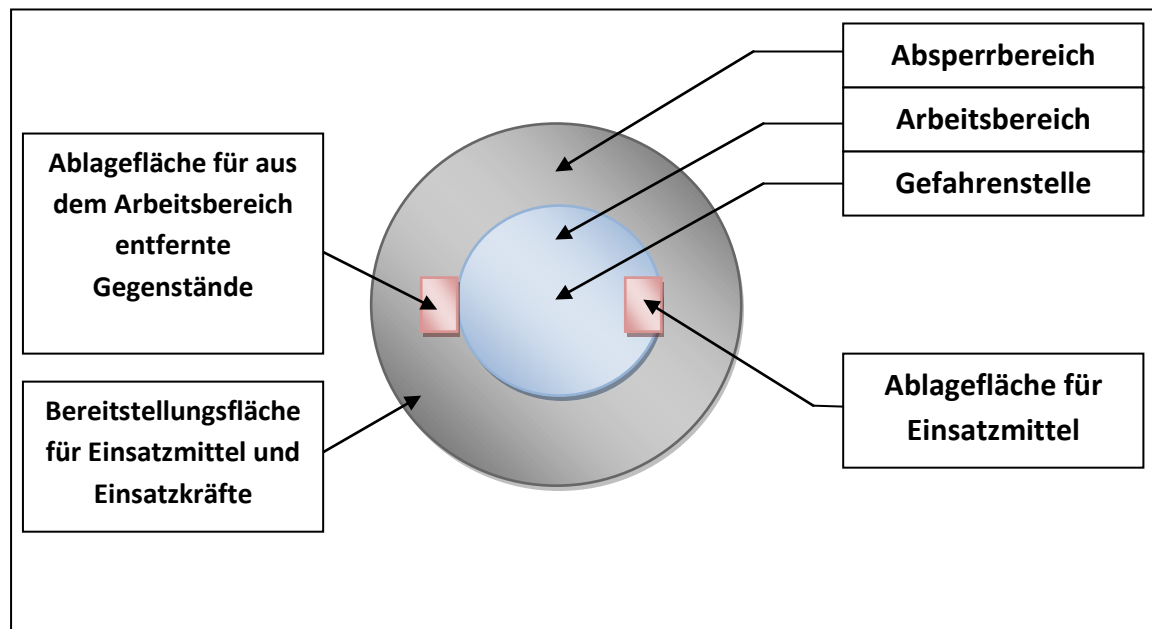 Absperrbereich
Arbeitsbereich
Gefahrenstelle
Ablagefläche für aus
dem Arbeitsbereich
entfernte
Gegenstände
Bereitstellungsfläche
für Einsatzmittel und
Einsatzkräfte
Ablagefläche für
Einsatzmittel